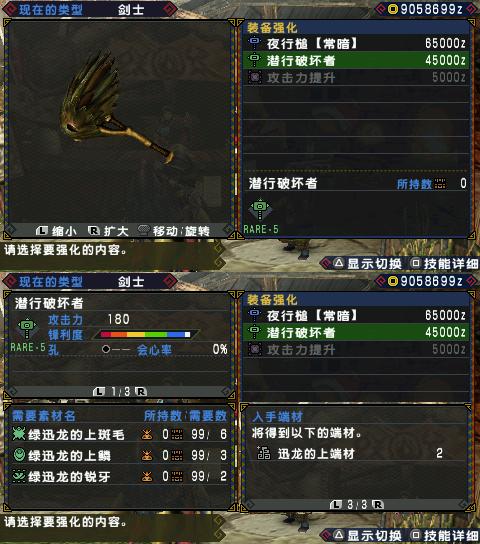 现在的类型 剑士
9058699z
装备强化
夜行槌【常暗】 65000z
潜行破坏者 45000z
攻击力提升 5000z
潜行破坏者 所持数 0
RARE-5
L 缩小 R 扩大 移动/旋转
请选择要强化的内容。
△显示切换 □技能详细
现在的类型 剑士
9058699z
潜行破坏者
攻击力 180
锋利度
RARE-5 孔 ●—— 会心率 0%
L 1/3 R
装备强化
夜行槌【常暗】 65000z
潜行破坏者 45000z
攻击力提升 5000z
需要素材名 所持数/需要数
绿迅龙的上斑毛 0 99/ 6
绿迅龙的上鳞 0 99/ 3
绿迅龙的锐牙 0 99/ 2
入手端材
将得到以下的端材。
迅龙的上端材 2
L 3/3 R
请选择要强化的内容。
△显示切换 □技能详细